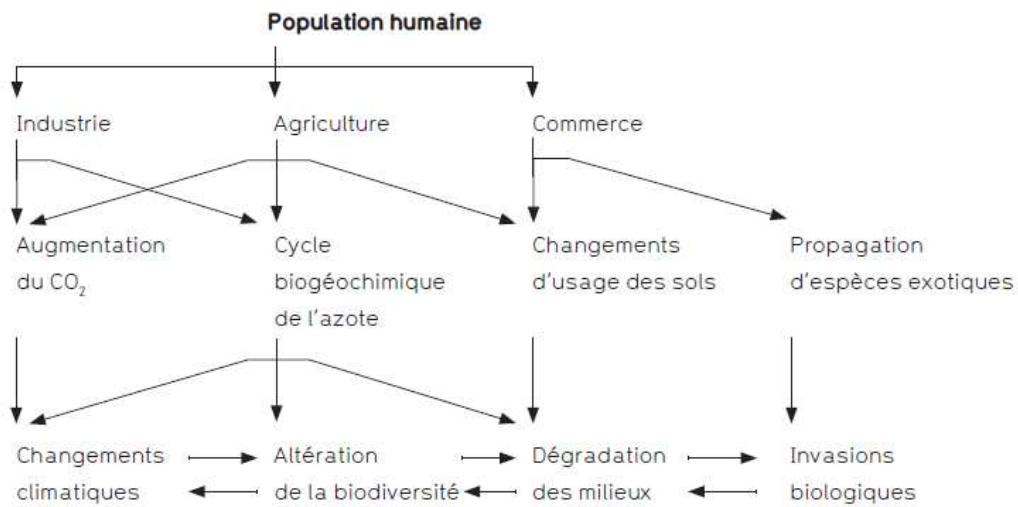 Population humaine
Industrie Agriculture Commerce
Augmentation Cycle Changements Propagation
du CO₂ biogéochimique d'usage des sols d'espèces exotiques
de l'azote
Changements Altération Dégradation Invasions
climatiques de la biodiversité des milieux biologiques